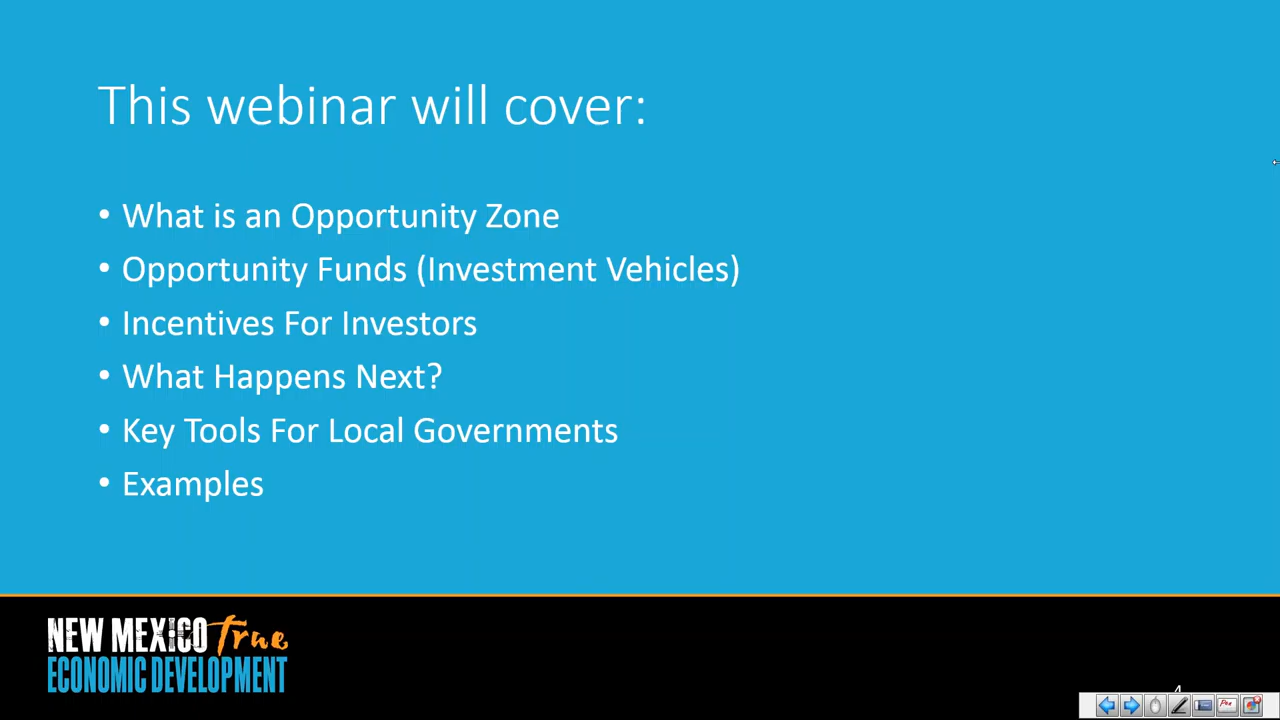 This webinar will cover:
• What is an Opportunity Zone
• Opportunity Funds (Investment Vehicles)
• Incentives For Investors
• What Happens Next?
• Key Tools For Local Governments
• Examples
NEW MEXICO True
ECONOMIC DEVELOPMENT
4